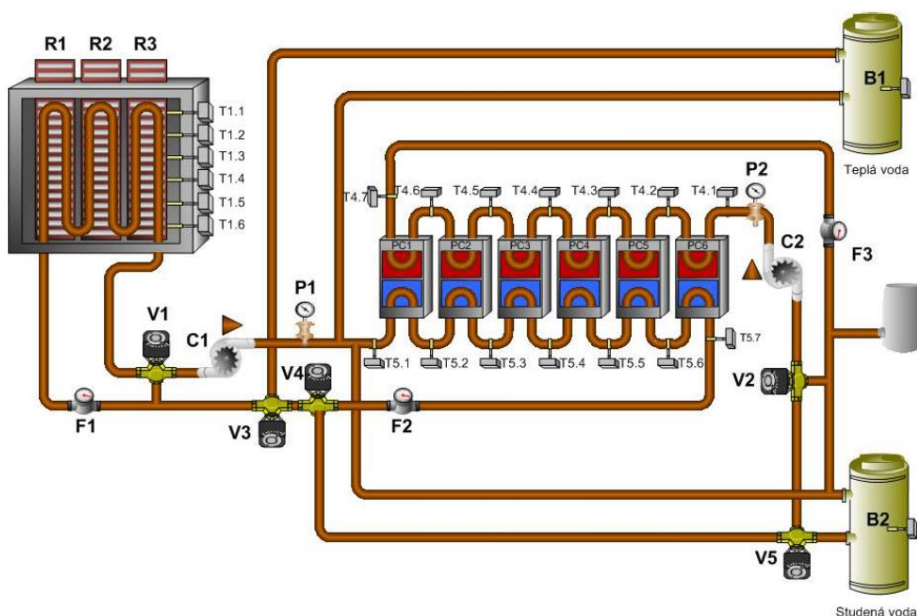 R1 R2 R3
T1.1
T1.2
T1.3
T1.4
T1.5
T1.6
B1
Teplá voda
P2
T4.7 T4.6 T4.5 T4.4 T4.3 T4.2 T4.1
C2
F3
PC1 PC2 PC3 PC4 PC5 PC6
P1
V1
C1
T5.1 T5.2 T5.3 T5.4 T5.5 T5.6
T5.7
V4
V2
F1
V3
F2
B2
V5
Studená voda